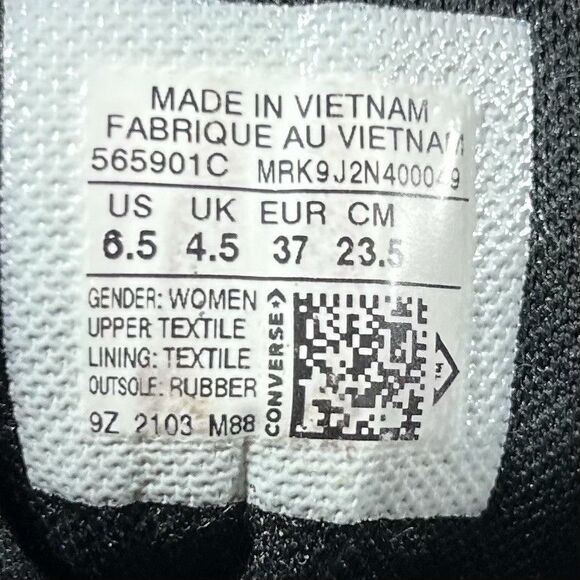 MADE IN VIETNAM
FABRIQUE AU VIETNAM
565901C MRK9J2N400049
US UK EUR CM
6.5 4.5 37 23.5
GENDER: WOMEN
UPPER TEXTILE
LINING: TEXTILE
OUTSOLE: RUBBER
9Z 2103 M88
CONVERSE
TM